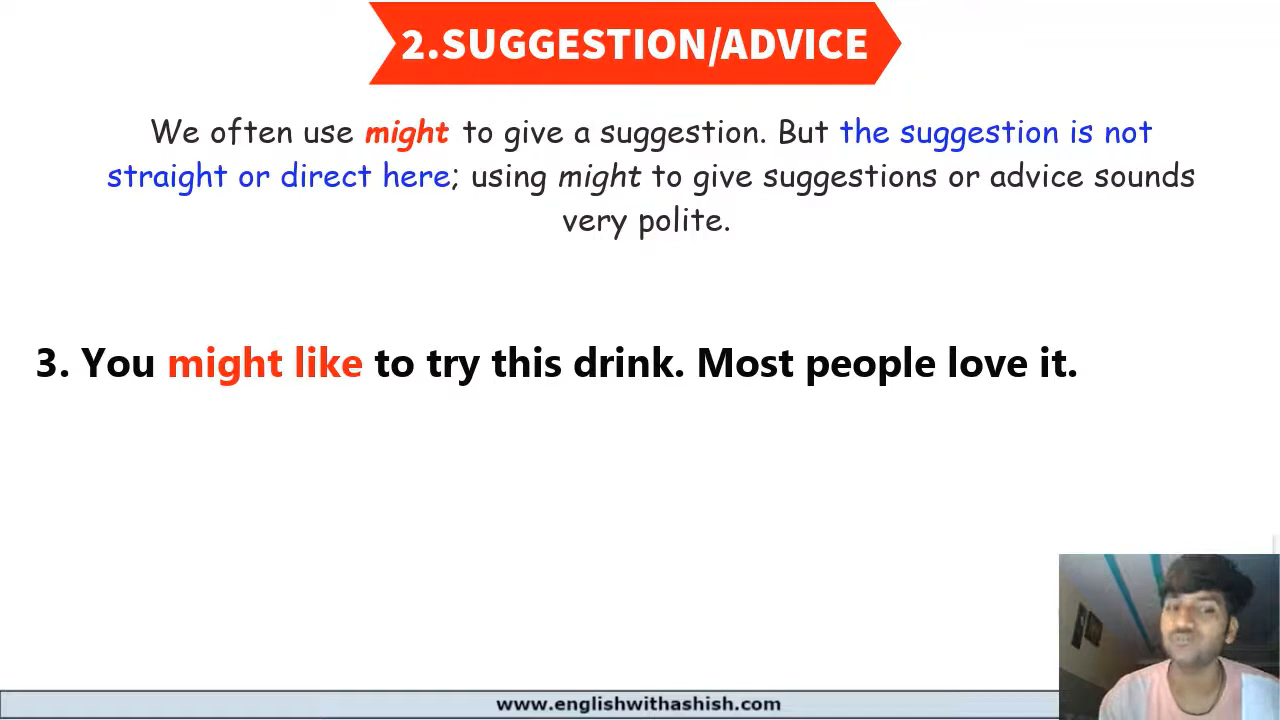 2.SUGGESTION/ADVICE
We often use might to give a suggestion. But the suggestion is not
straight or direct here; using might to give suggestions or advice sounds
very polite.
3. You might like to try this drink. Most people love it.
www.englishwithashish.com